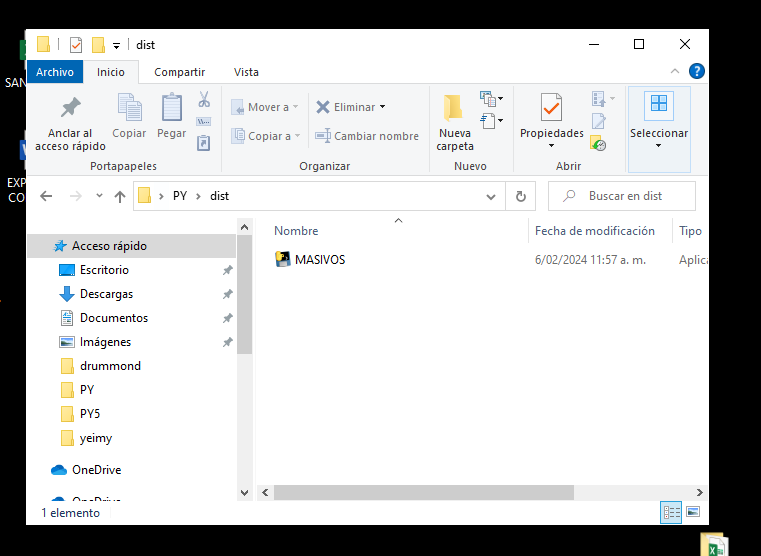 dist
Archivo Inicio Compartir Vista
Anclar al acceso rápido Copiar Pegar
Mover a
Copiar a
Eliminar
Cambiar nombre
Nueva carpeta
Propiedades
Seleccionar
Portapapeles Organizar Nuevo Abrir
PY dist
Buscar en dist
Nombre Fecha de modificación Tipo
Acceso rápido
MASIVOS 6/02/2024 11:57 a. m. Aplica
Escritorio
Descargas
Documentos
Imágenes
drummond
PY
PY5
yeimy
OneDrive
OneDrive
1 elemento
SAN
EXP
CO